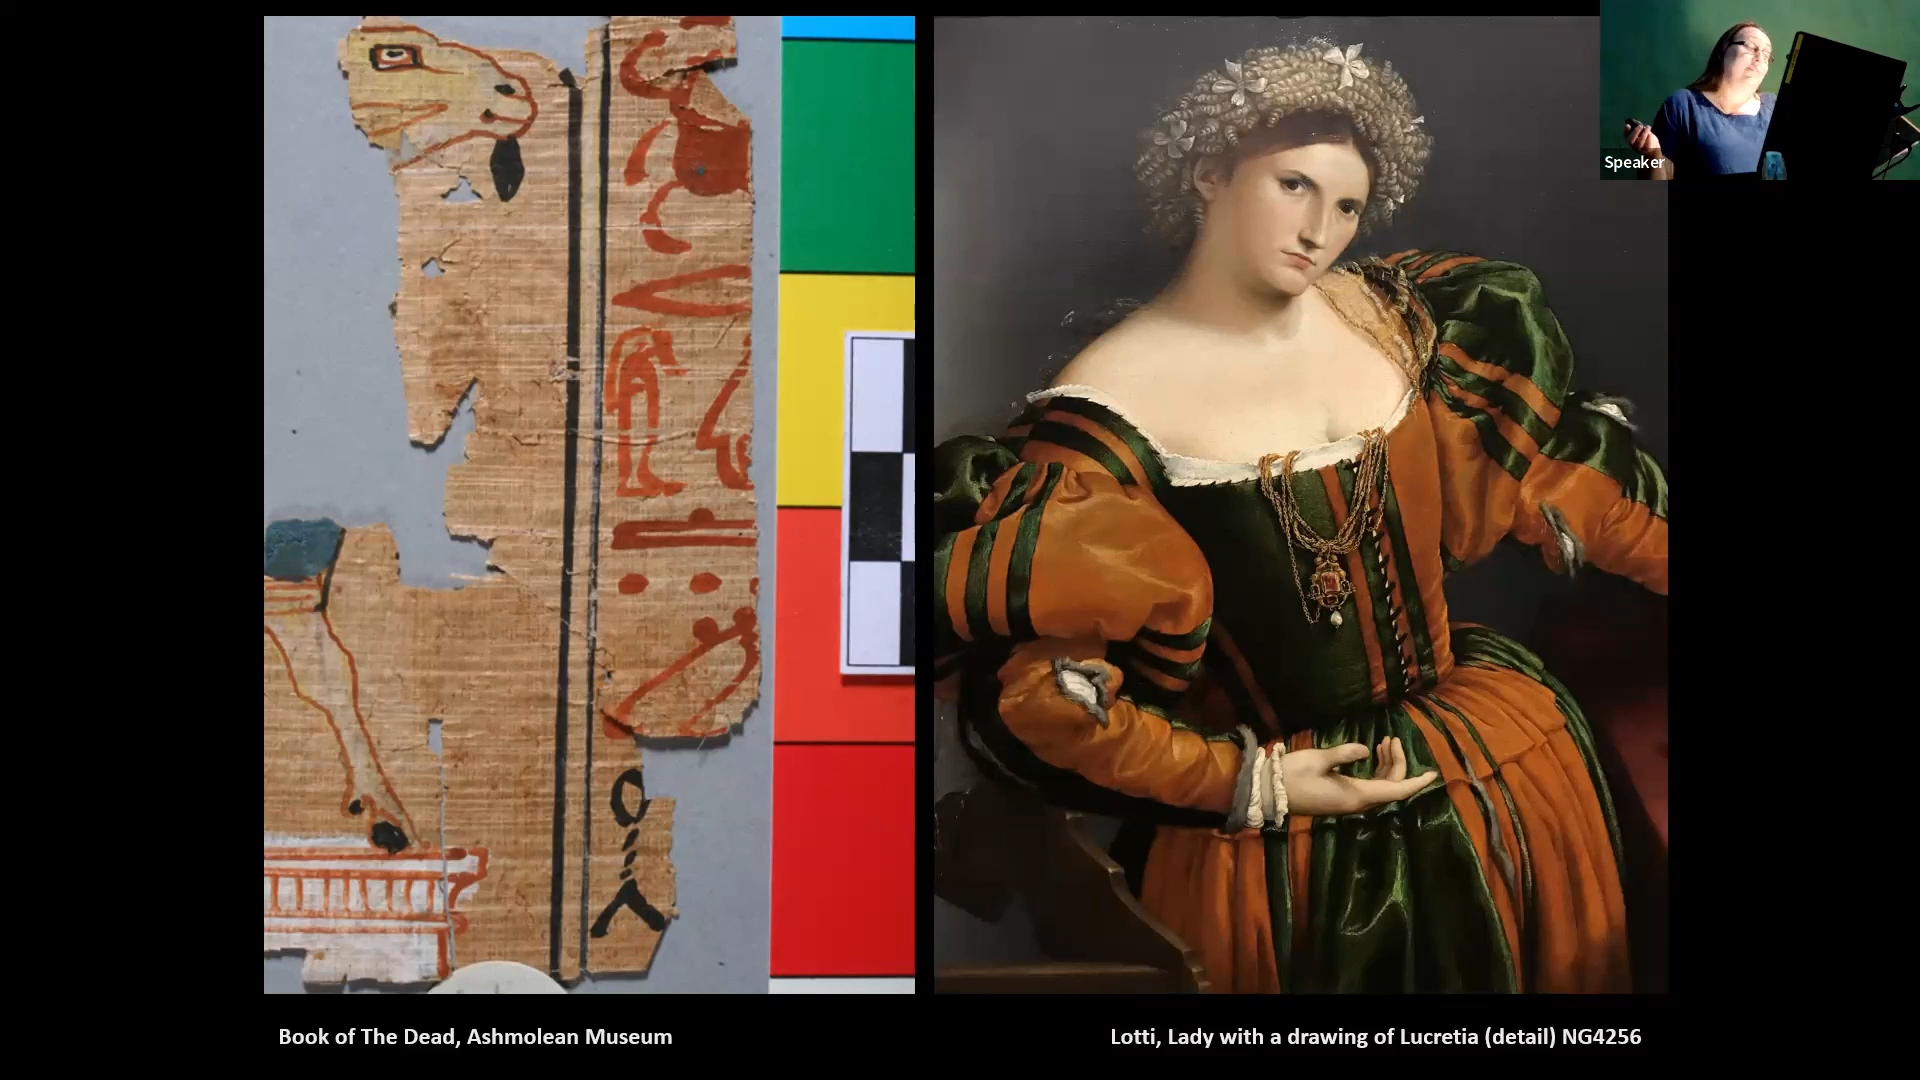 Speaker
Book of The Dead, Ashmolean Museum
Lotti, Lady with a drawing of Lucretia (detail) NG4256